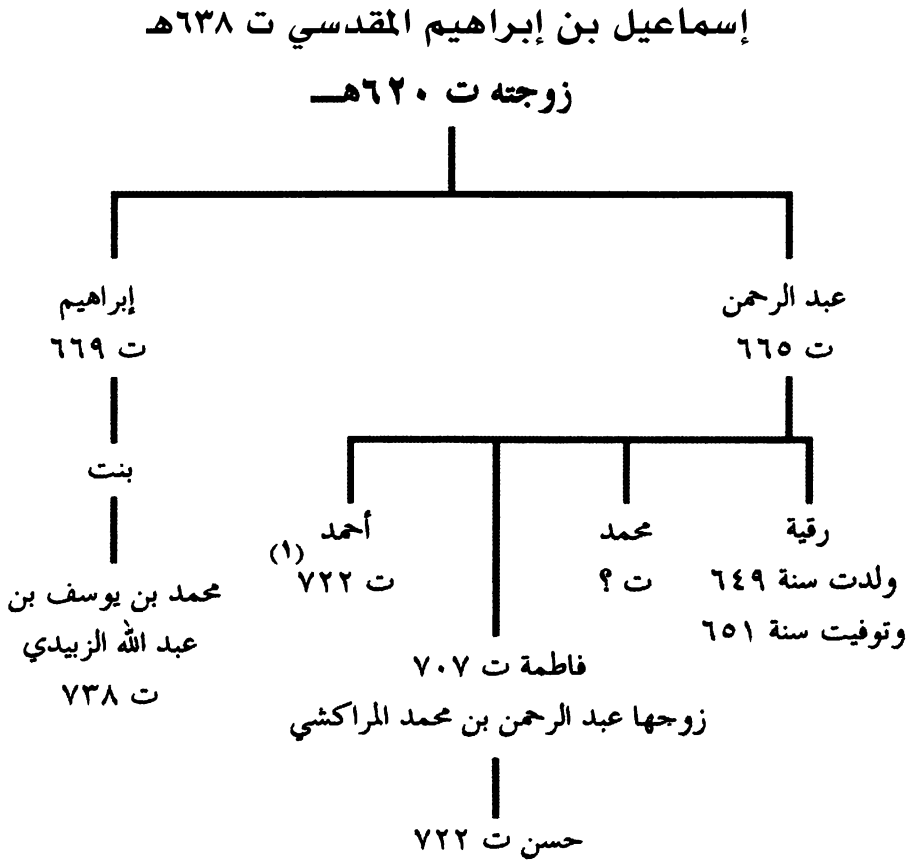 إسماعيل بن إبراهيم المقدسي ت ٦٣٨هـ
زوجته ت ٦٢٠هـــ
عبد الرحمن
ت ٦٦٥
إبراهيم
ت ٦٦٩
بنت
رقية
ولدت سنة ٦٤٩
وتوفيت سنة ٦٥١
محمد
ت ؟
أحمد
ت ٧٢٢ (١)
فاطمة ت ٧٠٧
زوجها عبد الرحمن بن محمد المراكشي
حسن ت ٧٢٢
محمد بن يوسف بن
عبد الله الزبيدي
ت ٧٣٨